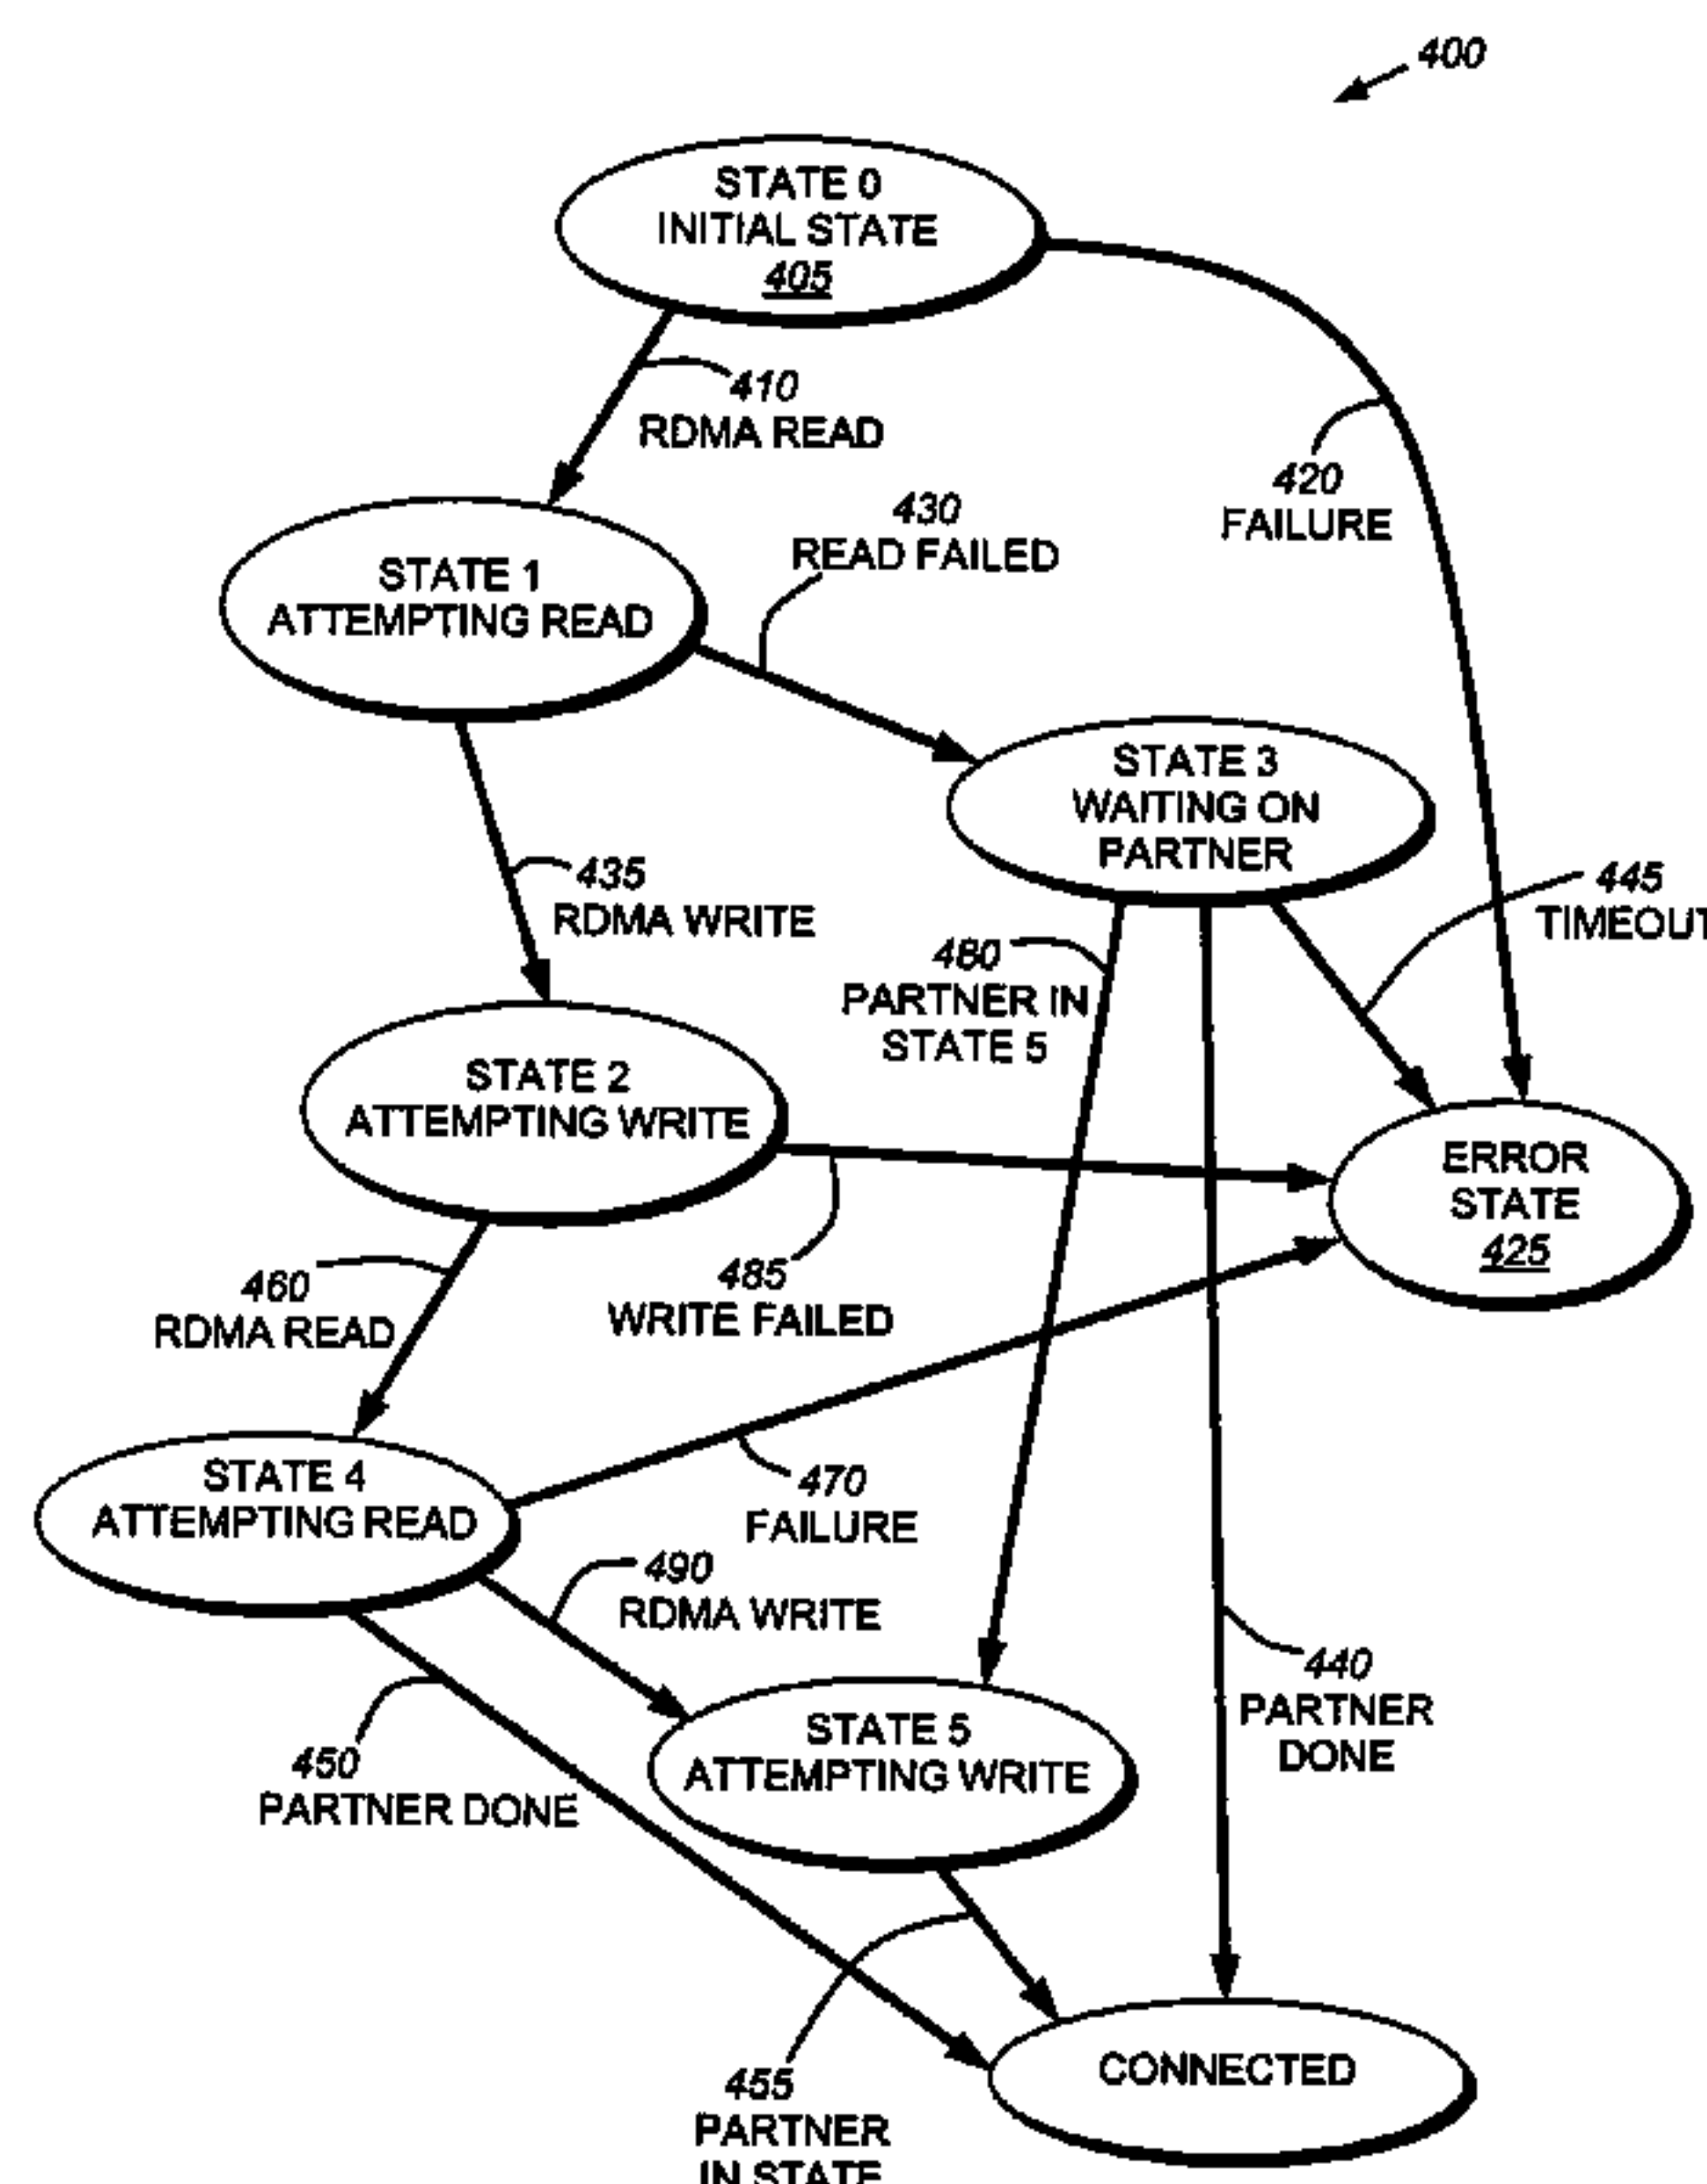 400
STATE 0
INITIAL STATE
405
410
RDMA READ
420
FAILURE
430
READ FAILED
STATE 1
ATTEMPTING READ
STATE 3
WAITING ON
PARTNER
435
RDMA WRITE
445
TIMEOUT
480
PARTNER IN
STATE 5
STATE 2
ATTEMPTING WRITE
ERROR
STATE
425
485
WRITE FAILED
460
RDMA READ
STATE 4
ATTEMPTING READ
470
FAILURE
490
RDMA WRITE
440
PARTNER
DONE
STATE 5
ATTEMPTING WRITE
450
PARTNER DONE
CONNECTED
455
PARTNER
IN STATE